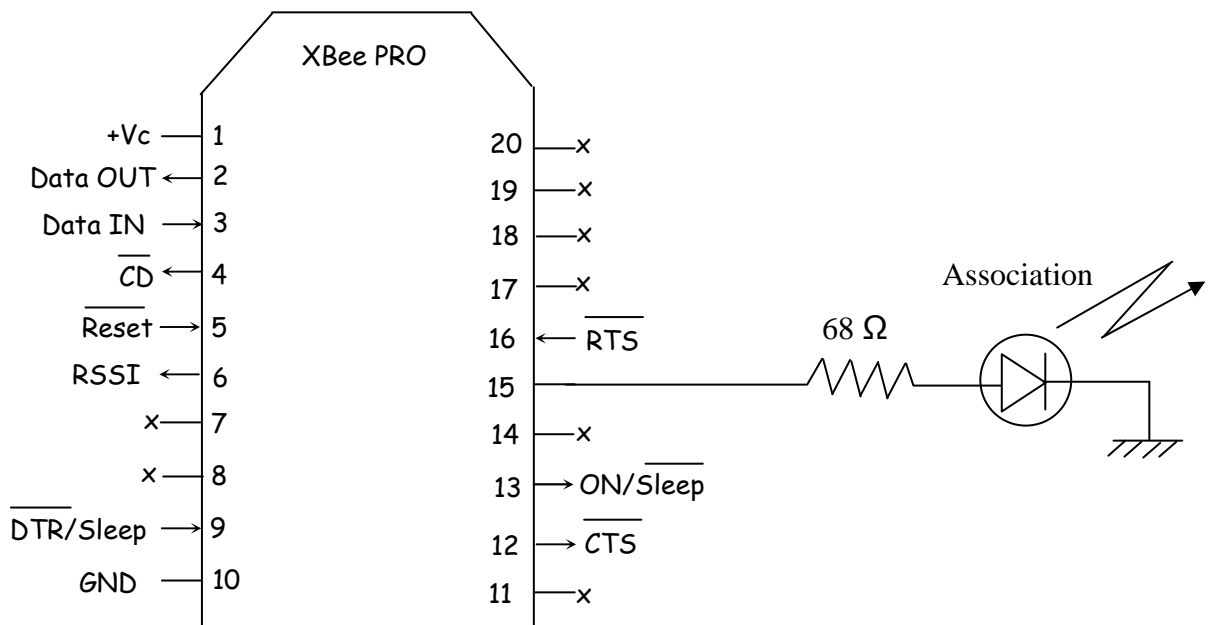 XBee PRO
+Vc 1
Data OUT 2
Data IN 3
CD 4
Reset 5
RSSI 6
x 7
x 8
DTR/Sleep 9
GND 10
20 x
19 x
18 x
17 x
16 RTS
15
14 x
13 ON/Sleep
12 CTS
11 x
68 Ω
Association